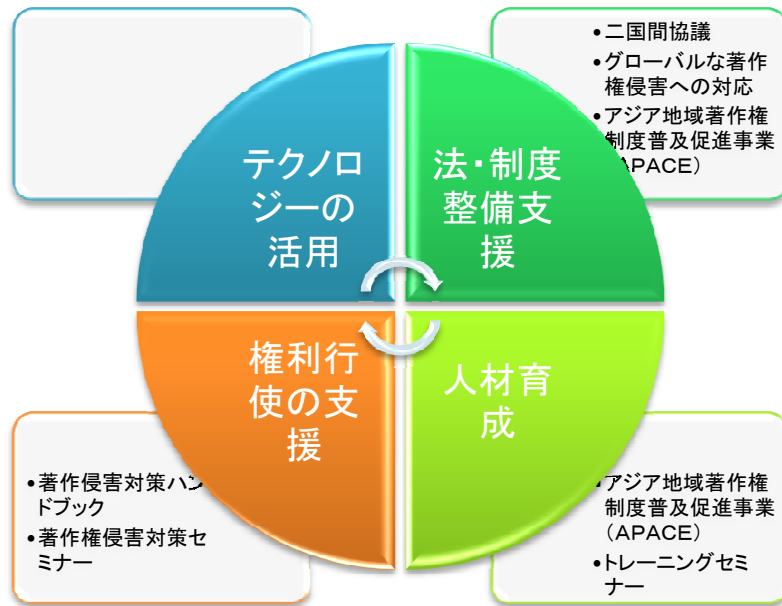 テクノロ
ジーの
活用
法・制度
整備支
援
•二国間協議
•グローバルな著作
権侵害への対応
•アジア地域著作権
制度普及促進事業
(APACE)
権利行
使の支
援
人材育
成
•著作侵害対策ハン
ドブック
•著作権侵害対策セ
ミナー
•アジア地域著作権
制度普及促進事業
(APACE)
•トレーニングセミ
ナー